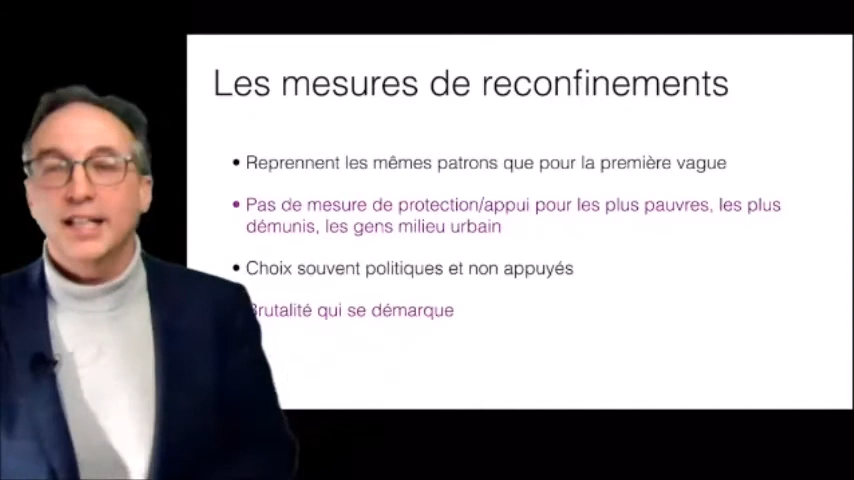 Les mesures de reconfinements
• Reprennent les mêmes patrons que pour la première vague
• Pas de mesure de protection/appui pour les plus pauvres, les plus
démunis, les gens milieu urbain
• Choix souvent politiques et non appuyés
Brutalité qui se démarque